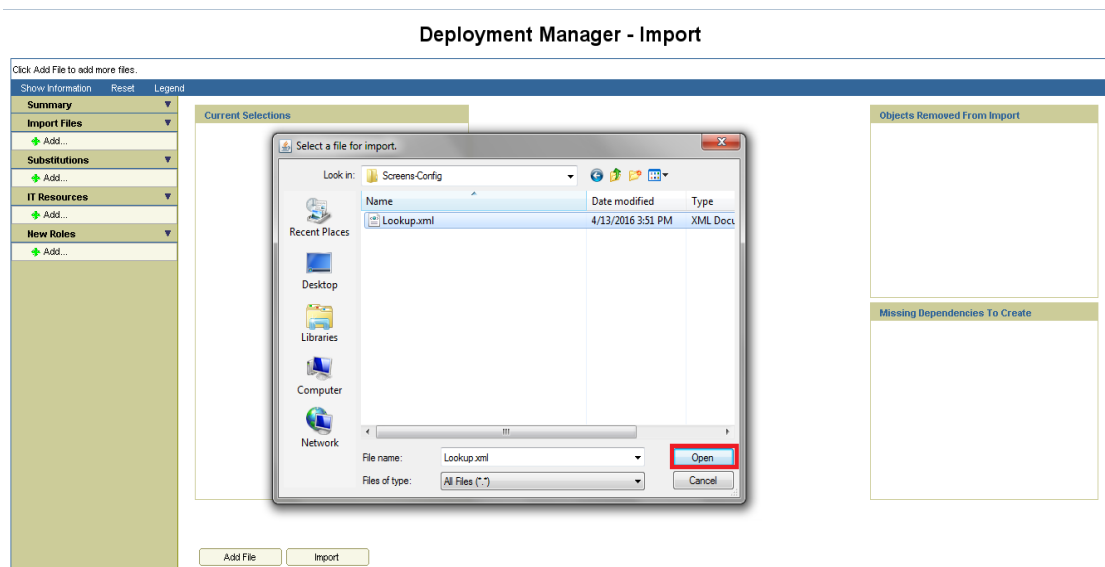 Deployment Manager - Import
Click Add File to add more files.
Show Information Reset Legend
Summary
Import Files
Add...
Substitutions
Add...
IT Resources
Add...
New Roles
Add...
Current Selections
Objects Removed From Import
Missing Dependencies To Create
Select a file for import.
Look in: Screens-Config
Name Date modified Type
Lookup.xml 4/13/2016 3:51 PM XML Docu
Recent Places
Desktop
Libraries
Computer
Network
File name: Lookup.xml Open
Files of type: All Files (*.*) Cancel
Add File Import